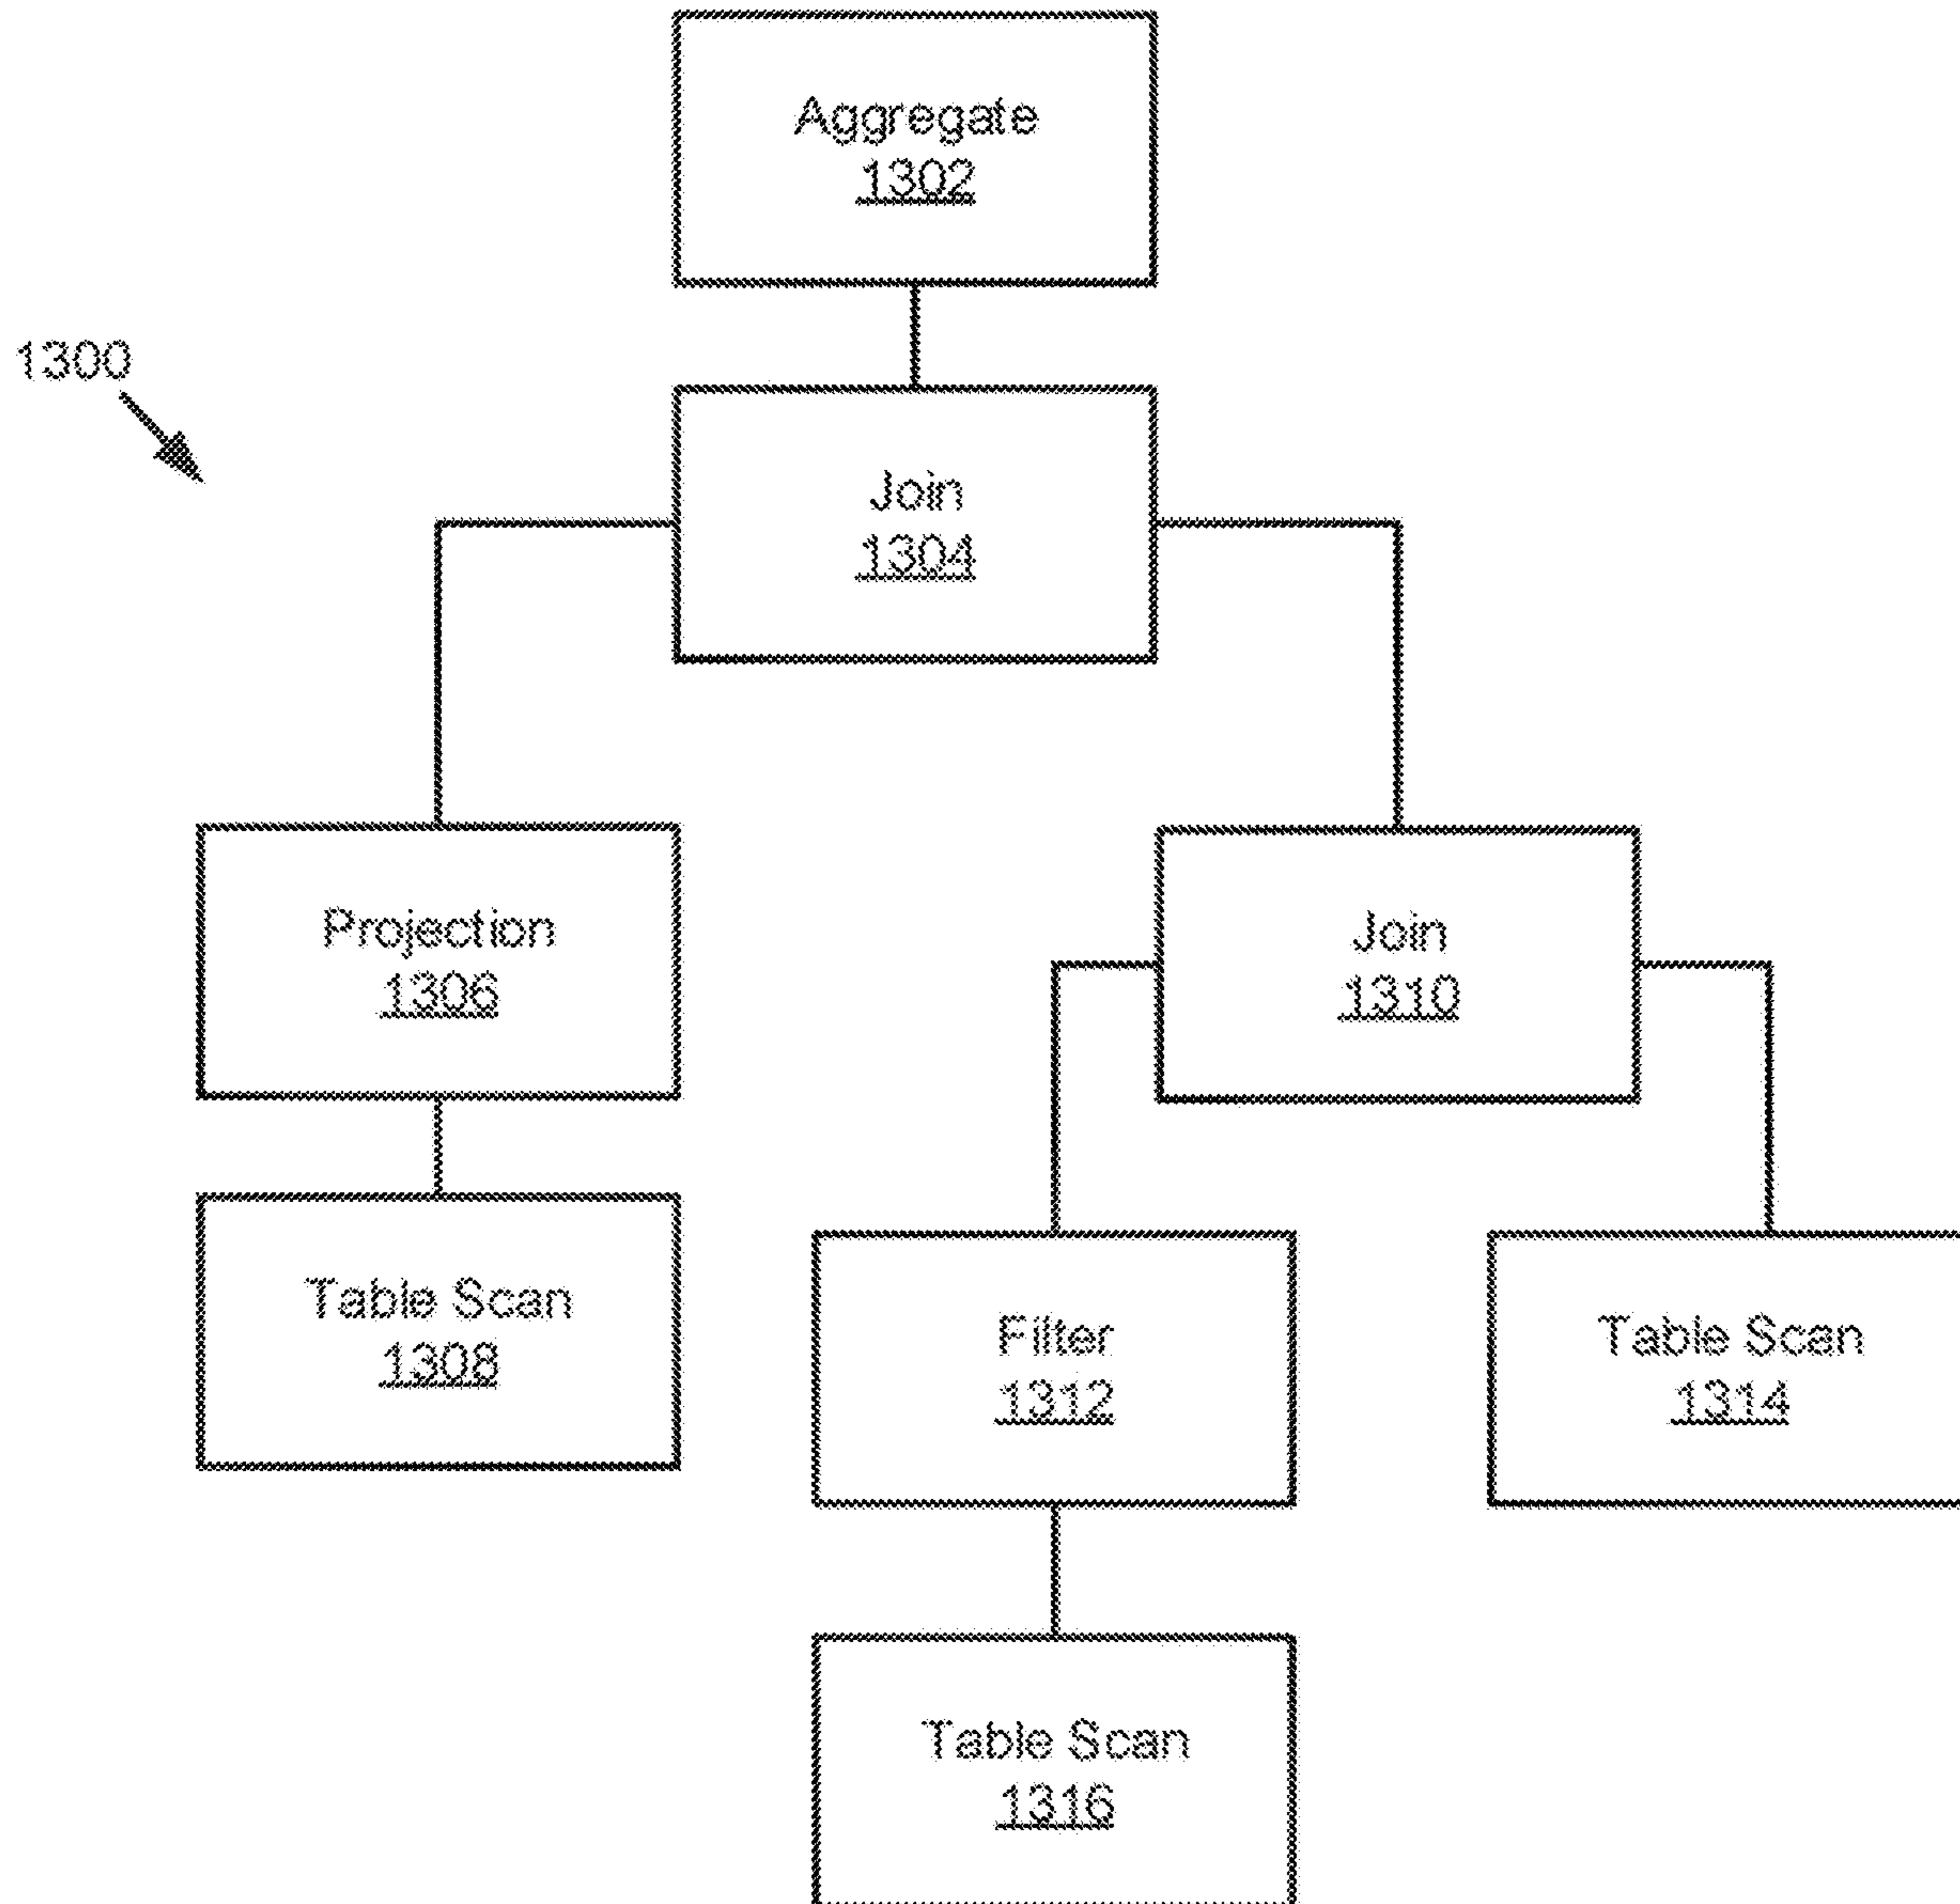 Aggregate
1302
1300
Join
1304
Projection
1306
Join
1310
Table Scan
1308
Filter
1312
Table Scan
1314
Table Scan
1316